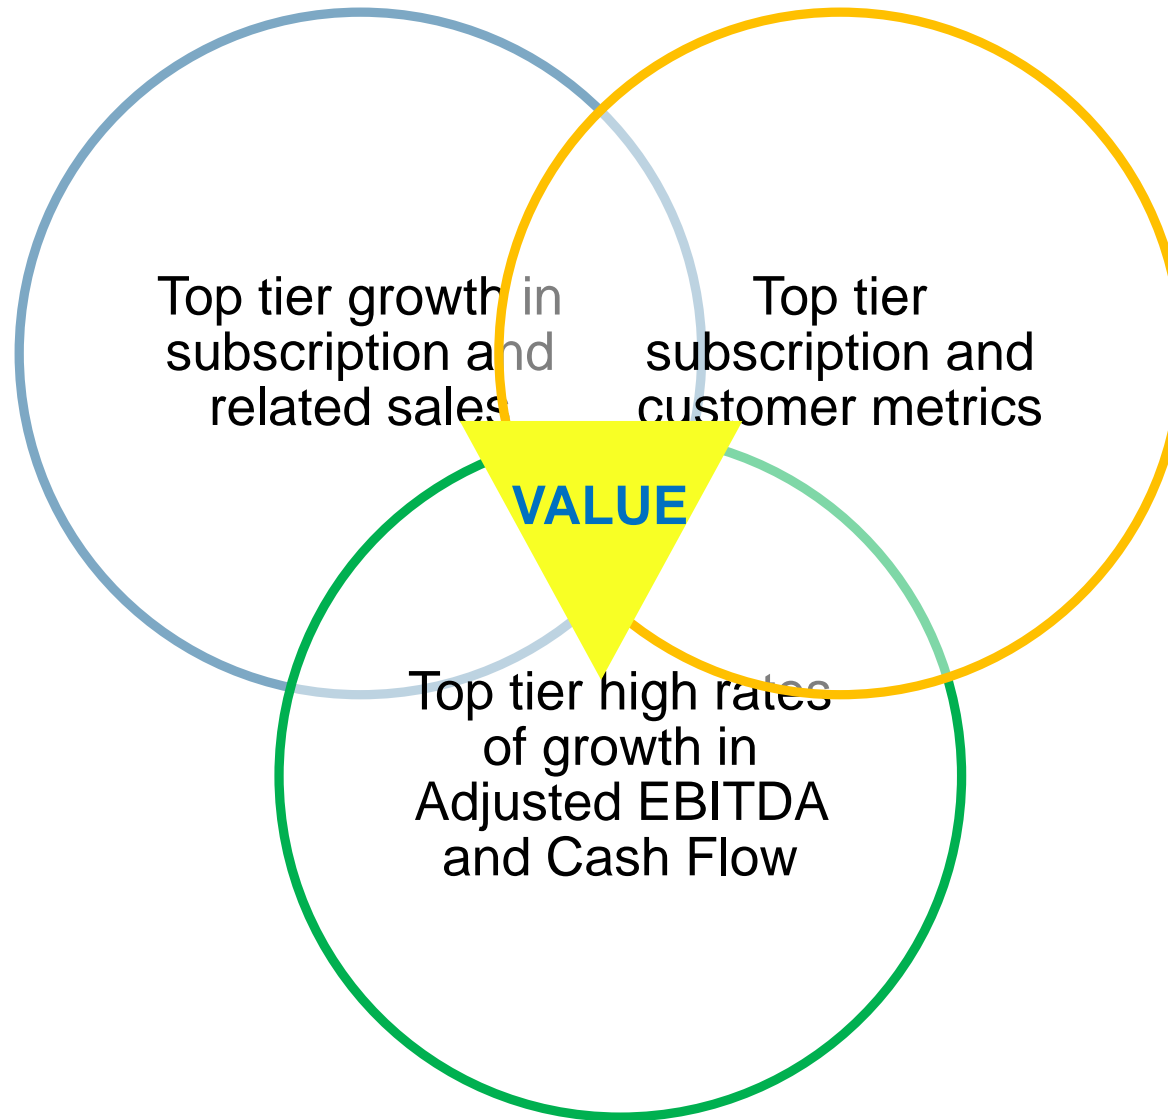 Top tier growth in
subscription and
related sales
Top tier
subscription and
customer metrics
VALUE
Top tier high rates
of growth in
Adjusted EBITDA
and Cash Flow